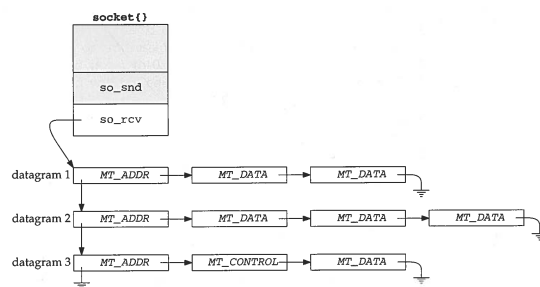 socket{}
so_snd
so_rcv
datagram 1 MT_ADDR MT_DATA MT_DATA
datagram 2 MT_ADDR MT_DATA MT_DATA MT_DATA
datagram 3 MT_ADDR MT_CONTROL MT_DATA